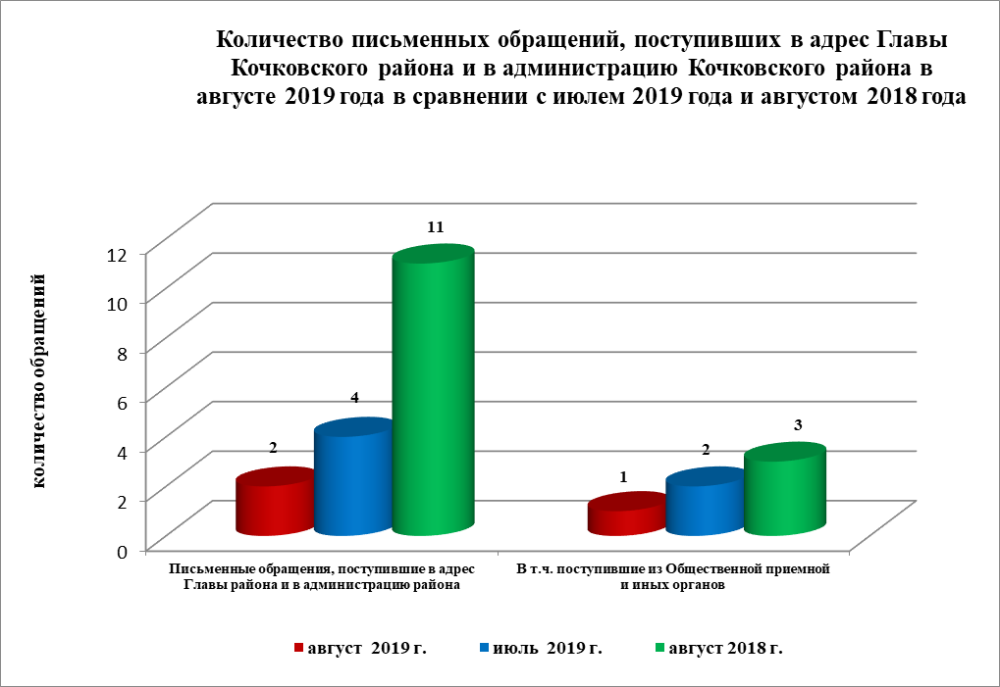 Количество письменных обращений, поступивших в адрес Главы
Кочковского района и в администрацию Кочковского района в
августе 2019 года в сравнении с июлем 2019 года и августом 2018 года
количество обращений
12
10
8
6
4
2
0
2
4
11
1
2
3
Письменные обращения, поступившие в адрес
Главы района и в администрацию района
В т.ч. поступившие из Общественной приемной
и иных органов
август 2019 г.
июль 2019 г.
август 2018 г.